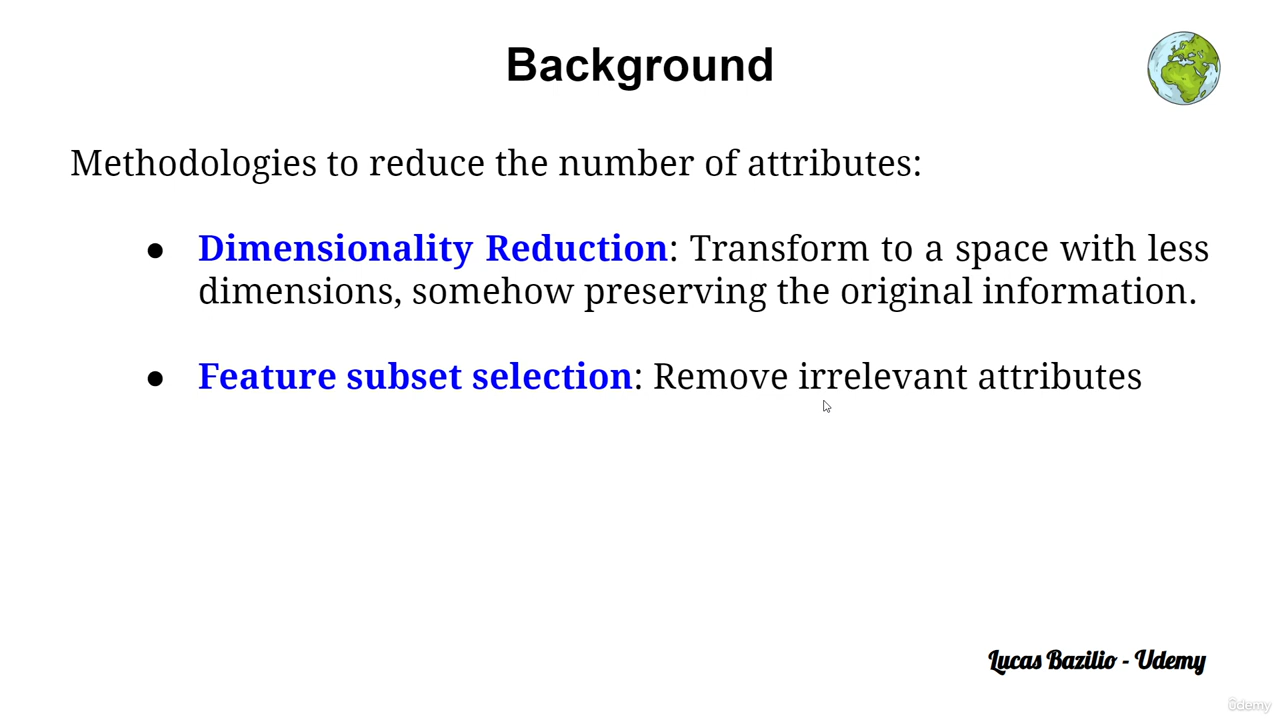 Background
Methodologies to reduce the number of attributes:
● Dimensionality Reduction: Transform to a space with less
dimensions, somehow preserving the original information.
● Feature subset selection: Remove irrelevant attributes
Lucas Bazilio - Udemy
ûdemy